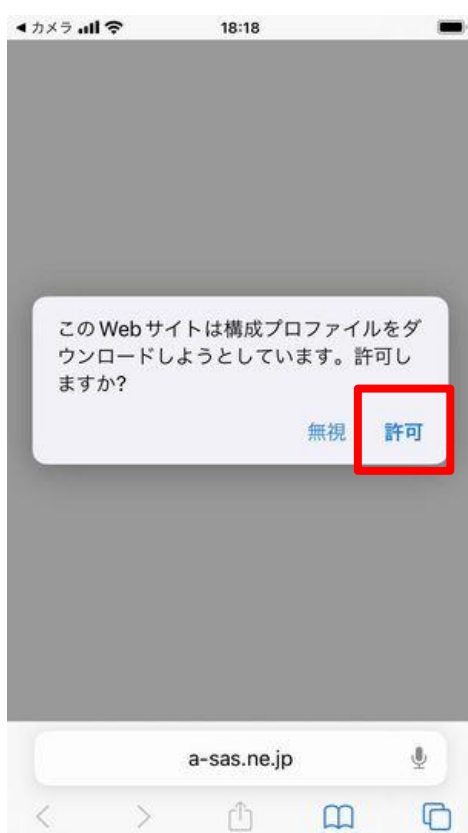 ◀カメラ 18:18
このWebサイトは構成プロファイルをダ
ウンロードしようとしています。許可し
ますか?
無視 許可
a-sas.ne.jp